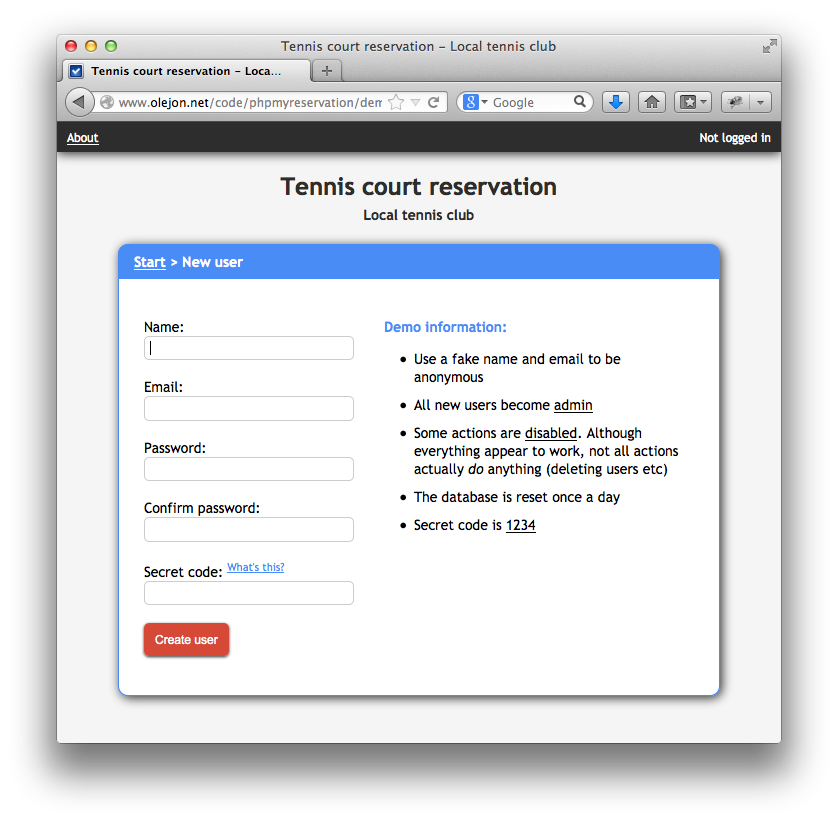 Tennis court reservation – Local tennis club
Tennis court reservation – Loca...
www.olejon.net/code/phpmyreservation/den
Google
About
Not logged in
Tennis court reservation
Local tennis club
Start > New user
Name:
Email:
Password:
Confirm password:
Secret code: What's this?
Create user
Demo information:
• Use a fake name and email to be
anonymous
• All new users become admin
• Some actions are disabled. Although
everything appear to work, not all actions
actually do anything (deleting users etc)
• The database is reset once a day
• Secret code is 1234